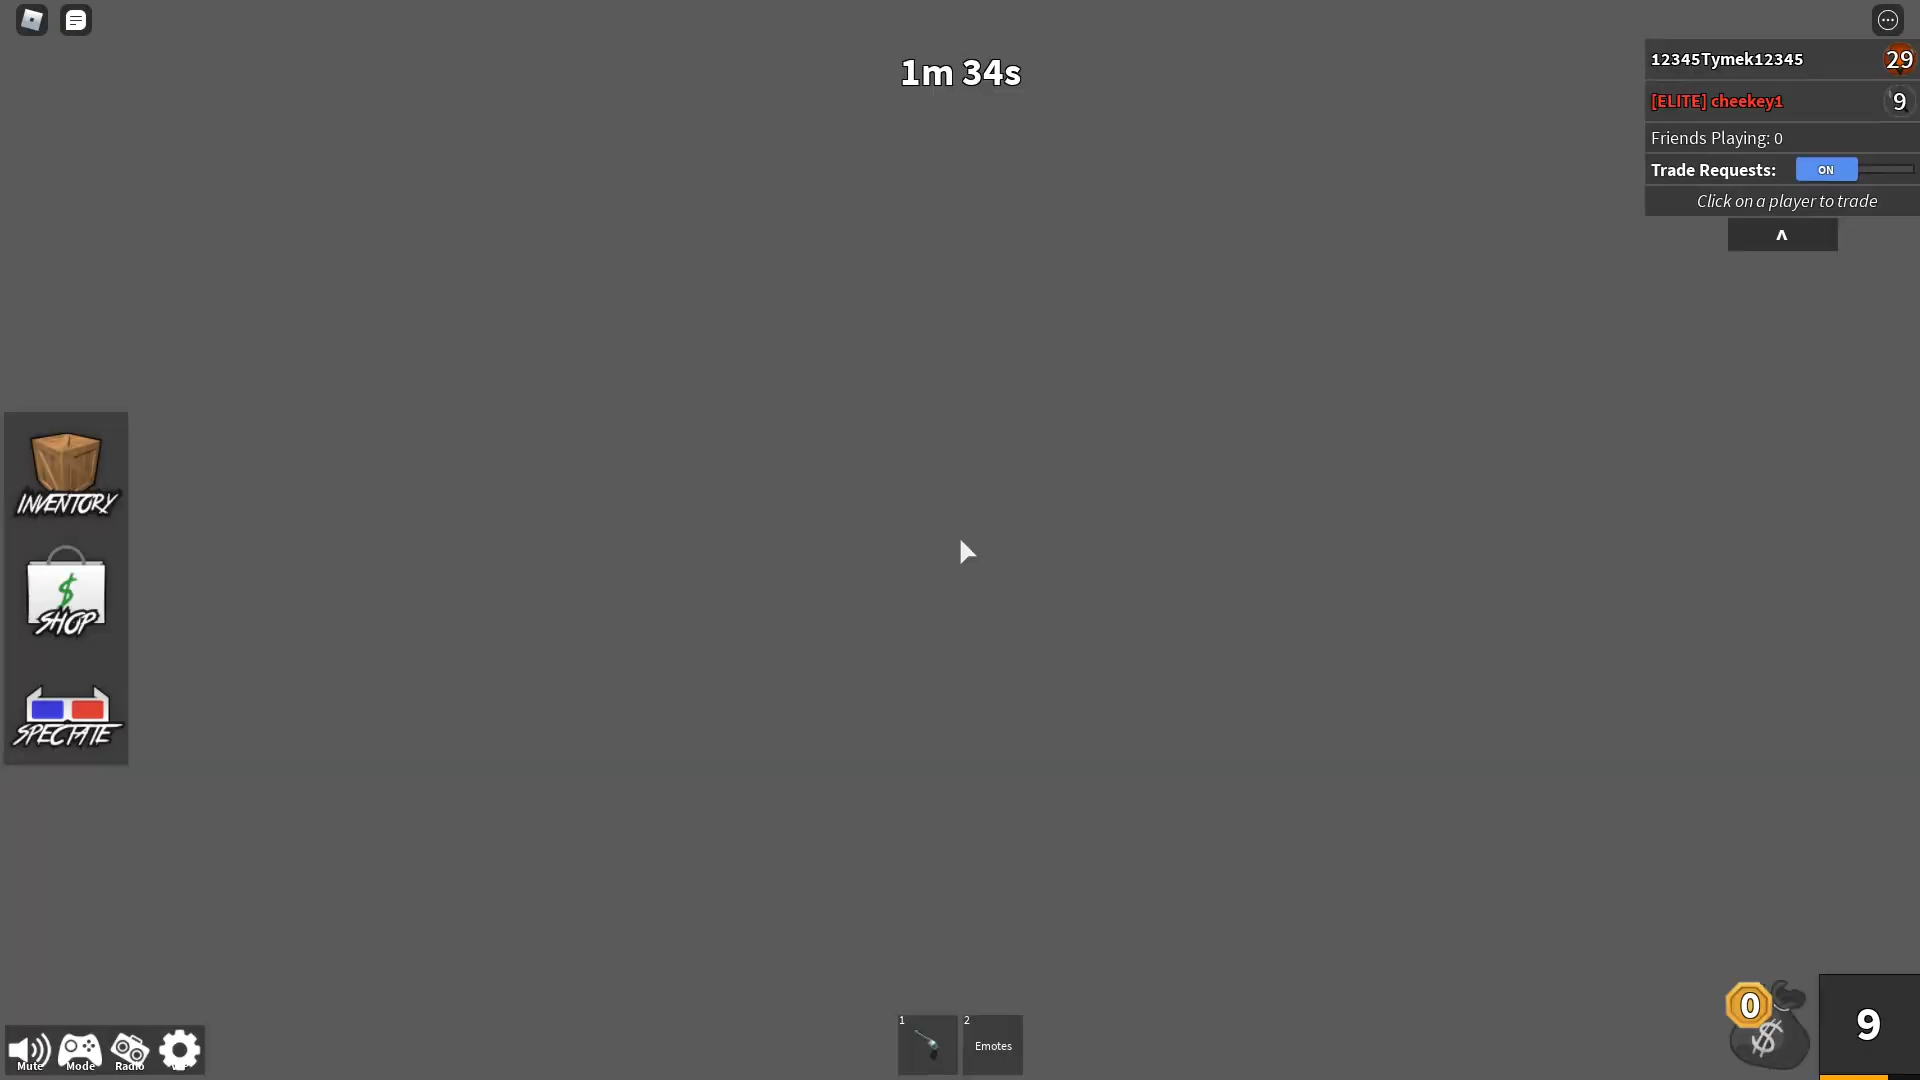 1m 34s
12345Tymek12345 29
[ELITE] cheekey1 9
Friends Playing: 0
Trade Requests: ON
Click on a player to trade
^
INVENTORY
$
SHOP
SPECTATE
Mute Mode Radio
1
2
Emotes
0
$
9